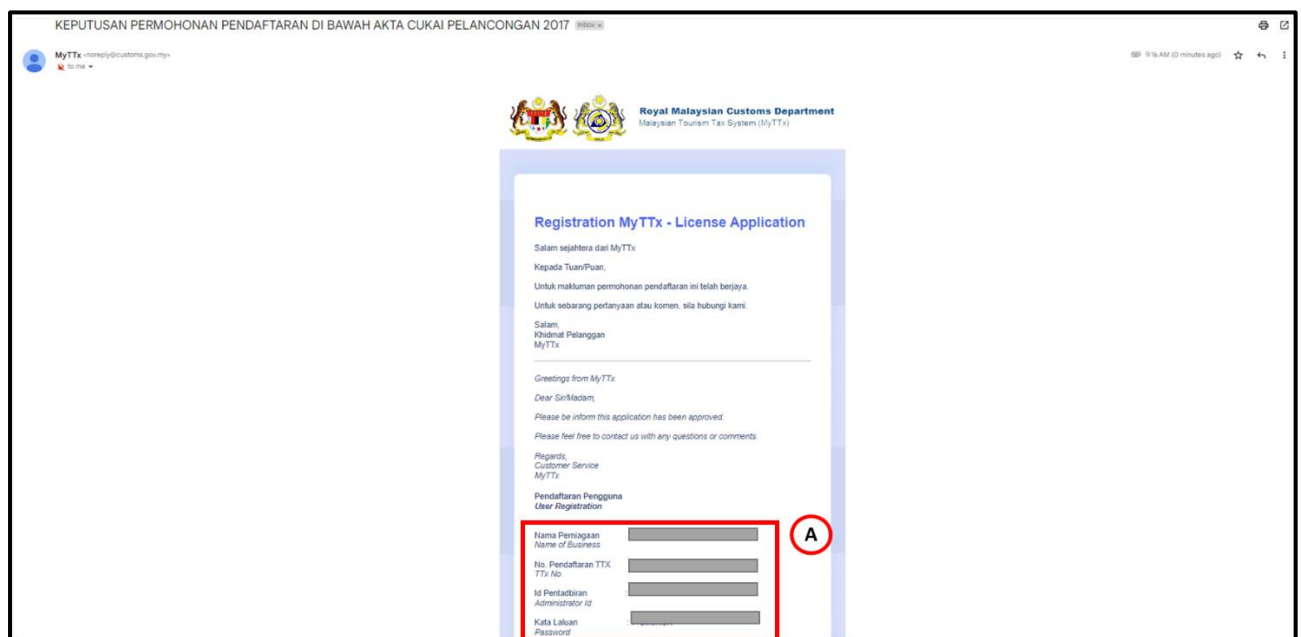 KEPUTUSAN PERMOHONAN PENDAFTARAN DI BAWAH AKTA CUKAI PELANCONGAN 2017 Inbox x
MyTTx <noreply@customs.gov.my>
to me
9:16 AM (0 minutes ago)
Royal Malaysian Customs Department
Malaysian Tourism Tax System (MyTTx)
Registration MyTTx - License Application
Salam sejahtera dari MyTTx
Kepada Tuan/Puan,
Untuk makluman permohonan pendaftaran ini telah berjaya.
Untuk sebarang pertanyaan atau komen, sila hubungi kami.
Salam,
Khidmat Pelanggan
MyTTx
Greetings from MyTTx
Dear Sir/Madam,
Please be inform this application has been approved.
Please feel free to contact us with any questions or comments.
Regards,
Customer Service
MyTTx
Pendaftaran Pengguna
User Registration
A
Nama Perniagaan
Name of Business
No. Pendaftaran TTX
TTx No.
Id Pentadbiran :
Administrator Id
Kata Laluan :
Password